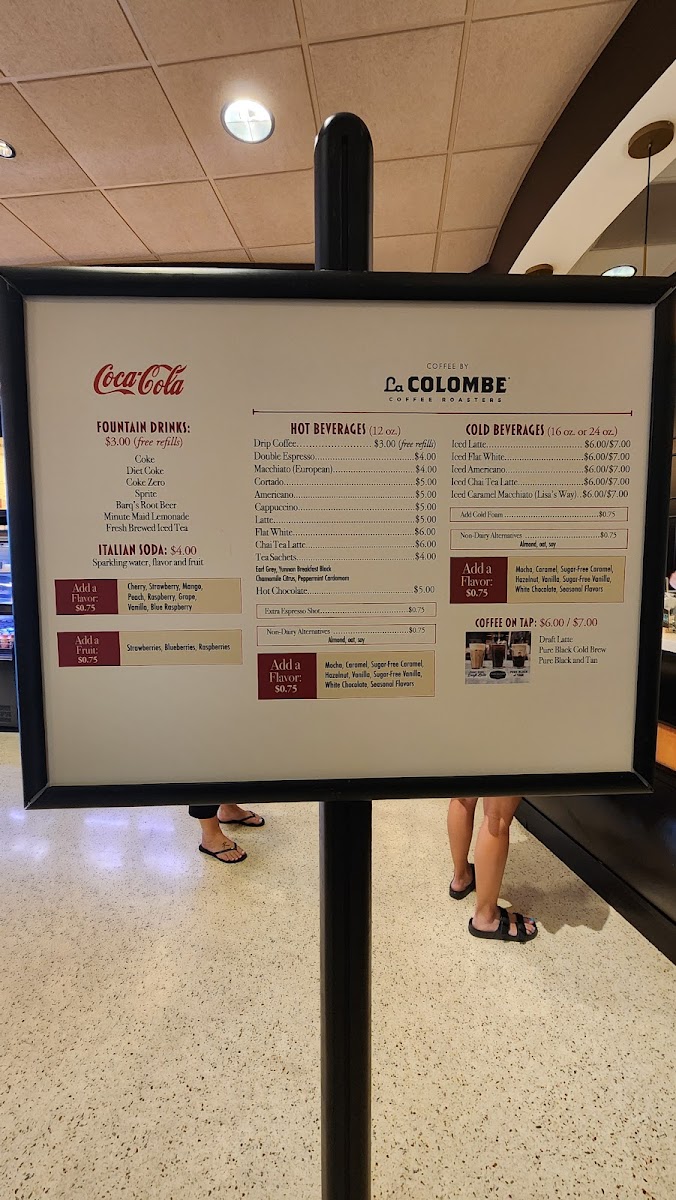 Coca-Cola
FOUNTAIN DRINKS:
$3.00 (free refills)
Coke
Diet Coke
Coke Zero
Sprite
Barq's Root Beer
Minute Maid Lemonade
Fresh Brewed Iced Tea
ITALIAN SODA: $4.00
Sparkling water, flavor and fruit
Add a
Flavor:
$0.75
Cherry, Strawberry, Mango,
Peach, Raspberry, Grape,
Vanilla, Blue Raspberry
Add a
Fruit:
$0.75
Strawberries, Blueberries, Raspberries
COFFEE BY
La COLOMBE
COFFEE ROASTERS
HOT BEVERAGES (12 oz.)
Drip Coffee.................... $3.00 (free refills)
Double Espresso..............................$4.00
Macchiato (European)......................$4.00
Cortado..........................................$5.00
Americano......................................$5.00
Cappuccino.....................................$5.00
Latte..............................................$5.00
Flat White.......................................$6.00
Chai Tea Latte.................................$6.00
Tea Sachets.....................................$4.00
Earl Grey, Yunnan Breakfast Black
Chamomile Citrus, Peppermint Cardamom
Hot Chocolate..................................$5.00
Extra Espresso Shot..............................$0.75
Non-Dairy Alternatives ..........................$0.75
Almond, oat, soy
Add a
Flavor:
$0.75
Mocha, Caramel, Sugar-Free Caramel,
Hazelnut, Vanilla, Sugar-Free Vanilla,
White Chocolate, Seasonal Flavors
COLD BEVERAGES (16 oz. or 24 oz.)
Iced Latte..............................$6.00/$7.00
Iced Flat White........................$6.00/$7.00
Iced Americano.......................$6.00/$7.00
Iced Chai Tea Latte..................$6.00/$7.00
Iced Caramel Macchiato (Lisa's Way)..$6.00/$7.00
Add Cold Foam ..................................$0.75
Non-Dairy Alternatives .........................$0.75
Almond, oat, soy
Add a
Flavor:
$0.75
Mocha, Caramel, Sugar-Free Caramel,
Hazelnut, Vanilla, Sugar-Free Vanilla,
White Chocolate, Seasonal Flavors
COFFEE ON TAP: $6.00 / $7.00
Draft Latte
Pure Black Cold Brew
Pure Black and Tan